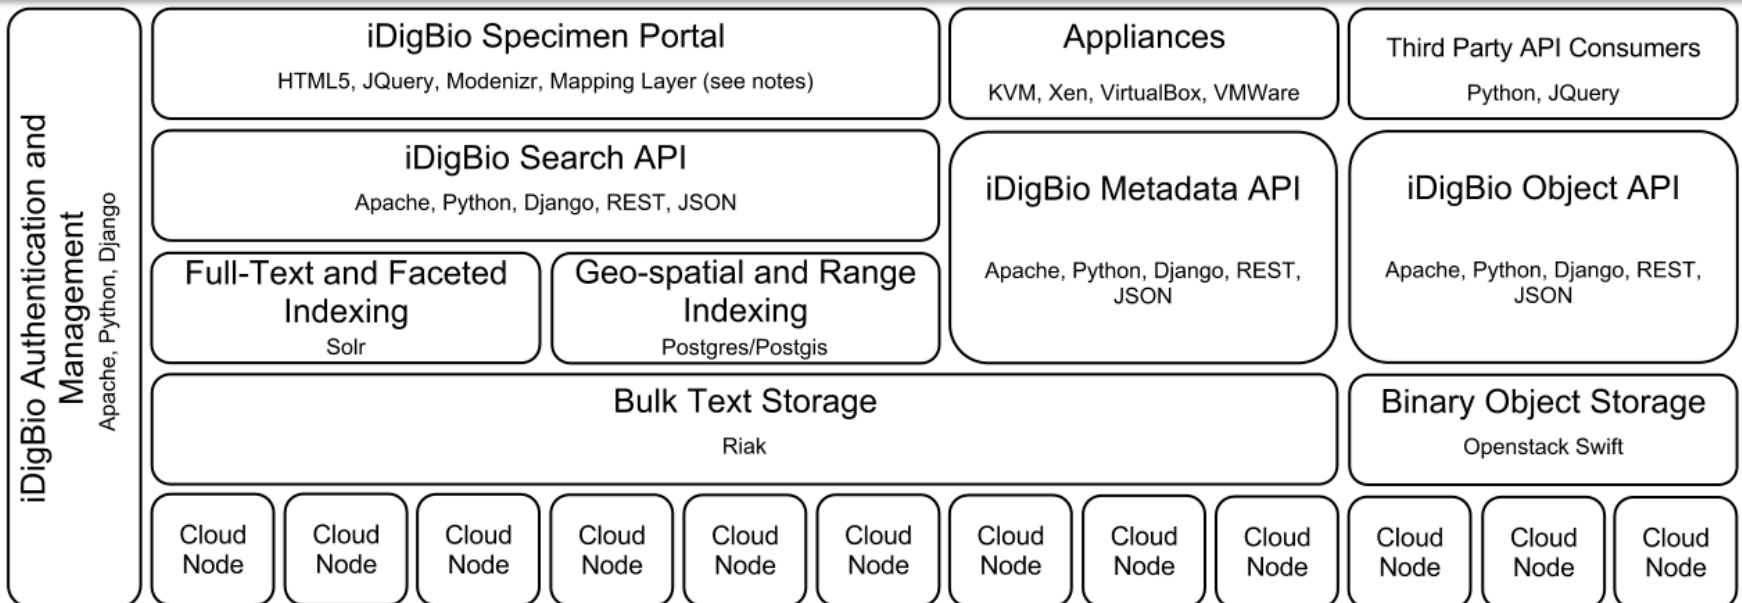 iDigBio Authentication and
Management
Apache, Python, Django
iDigBio Specimen Portal
HTML5, JQuery, Modenizr, Mapping Layer (see notes)
Appliances
KVM, Xen, VirtualBox, VMWare
Third Party API Consumers
Python, JQuery
iDigBio Search API
Apache, Python, Django, REST, JSON
iDigBio Metadata API
Apache, Python, Django, REST,
JSON
iDigBio Object API
Apache, Python, Django, REST,
JSON
Full-Text and Faceted
Indexing
Solr
Geo-spatial and Range
Indexing
Postgres/Postgis
Bulk Text Storage
Riak
Binary Object Storage
Openstack Swift
Cloud
Node
Cloud
Node
Cloud
Node
Cloud
Node
Cloud
Node
Cloud
Node
Cloud
Node
Cloud
Node
Cloud
Node
Cloud
Node
Cloud
Node
Cloud
Node